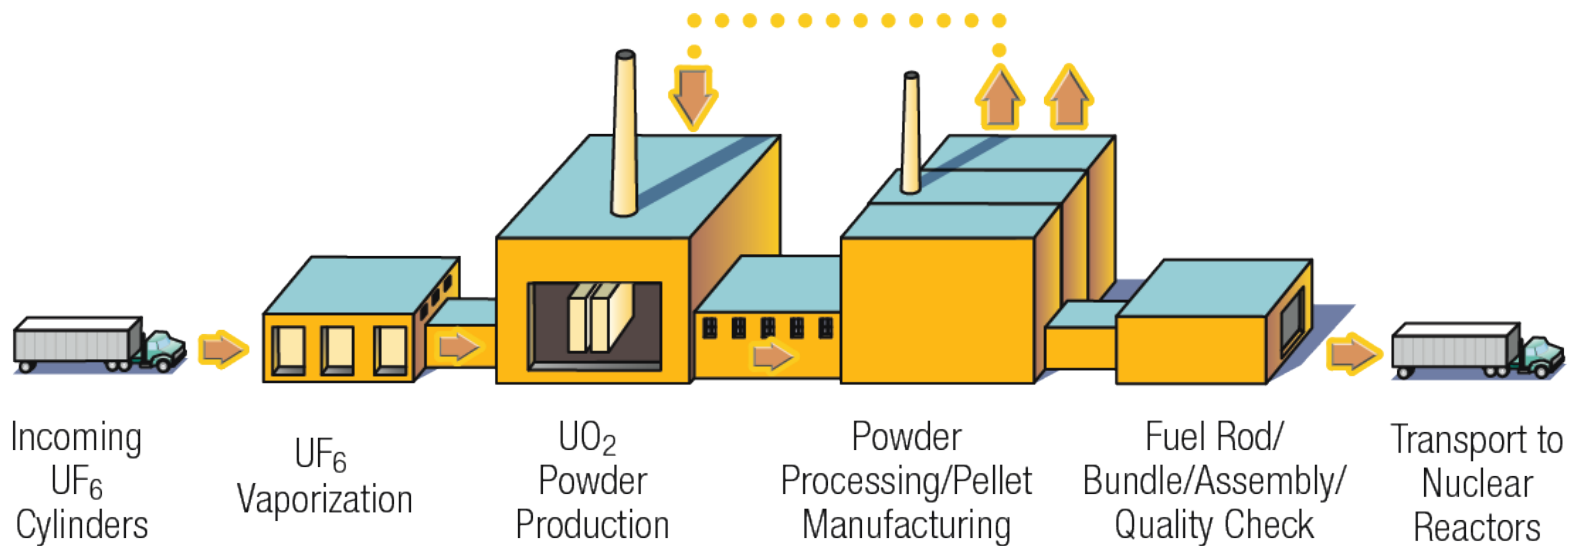 Incoming
UF₆
Cylinders
UF₆
Vaporization
UO₂
Powder
Production
Powder
Processing/Pellet
Manufacturing
Fuel Rod/
Bundle/Assembly/
Quality Check
Transport to
Nuclear
Reactors